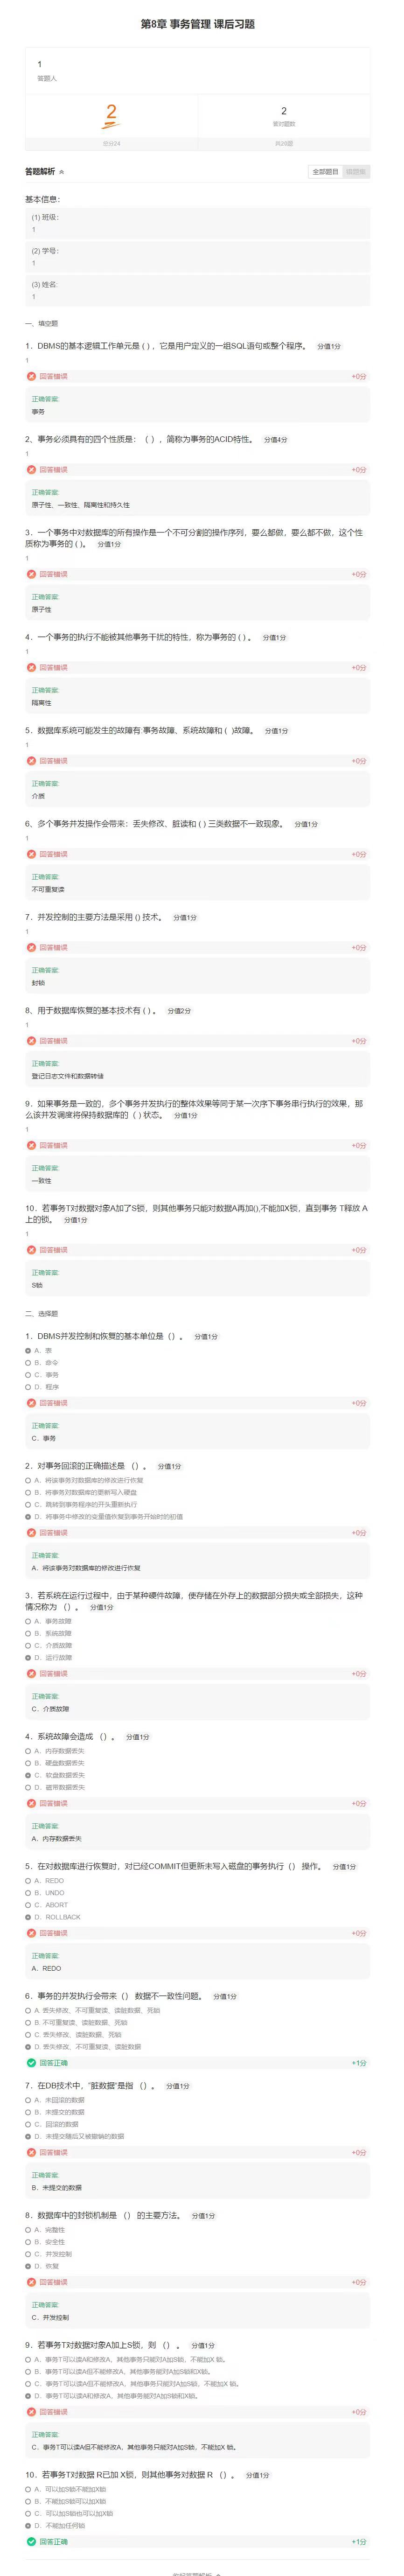 第8章 事务管理 课后习题
1
答题人
2
总分24
2
答对题数
共20题
答题解析
全部题目
错题集
基本信息：
(1) 班级：
1
(2) 学号：
1
(3) 姓名:
1
一、填空题
1．DBMS的基本逻辑工作单元是 ( ) ，它是用户定义的一组SQL语句或整个程序。 分值1分
1
回答错误 +0分
正确答案:
事务
2、事务必须具有的四个性质是： （ ），简称为事务的ACID特性。 分值4分
1
回答错误 +0分
正确答案:
原子性、一致性、隔离性和持久性
3．一个事务中对数据库的所有操作是一个不可分割的操作序列，要么都做，要么都不做，这个性
质称为事务的 ( )。 分值1分
1
回答错误 +0分
正确答案:
原子性
4．一个事务的执行不能被其他事务干扰的特性，称为事务的 ( ) 。 分值1分
1
回答错误 +0分
正确答案:
隔离性
5．数据库系统可能发生的故障有 事务故障、系统故障和 ( )故障。 分值1分
1
回答错误 +0分
正确答案:
介质
6、多个事务并发操作会带来：丢失修改、脏读和 ( ) 三类数据不一致现象。 分值1分
1
回答错误 +0分
正确答案:
不可重复读
7．并发控制的主要方法是采用 () 技术。 分值1分
1
回答错误 +0分
正确答案:
封锁
8、用于数据库恢复的基本技术有 ( ) 。 分值2分
1
回答错误 +0分
正确答案:
登记日志文件和数据转储
9．如果事务是一致的，多个事务并发执行的整体效果等同于某一次序下事务串行执行的效果，那
么该并发调度将保持数据库的（ ) 状态。 分值1分
1
回答错误 +0分
正确答案:
一致性
10．若事务T对数据对象A加了S锁，则其他事务只能对数据A再加(),不能加X锁，直到事务 T释放 A
上的锁。 分值1分
1
回答错误 +0分
正确答案:
S锁
二、选择题
1．DBMS并发控制和恢复的基本单位是（）。 分值1分
A．表
B．命令
C．事务
D．程序
回答错误 +0分
正确答案:
C．事务
2．对事务回滚的正确描述是 （）。 分值1分
A．将该事务对数据库的修改进行恢复
B．将事务对数据库的更新写入硬盘
C．跳转到事务程序的开头重新执行
D．将事务中修改的变量值恢复到事务开始时的初值
回答错误 +0分
正确答案:
A．将该事务对数据库的修改进行恢复
3．若系统在运行过程中，由于某种硬件故障，使存储在外存上的数据部分损失或全部损失，这种
情况称为 （）。 分值1分
A．事务故障
B．系统故障
C．介质故障
D．运行故障
回答错误 +0分
正确答案:
C．介质故障
4．系统故障会造成 （）。 分值1分
A．内存数据丢失
B．硬盘数据丢失
C．软盘数据丢失
D．磁带数据丢失
回答错误 +0分
正确答案:
A．内存数据丢失
5．在对数据库进行恢复时，对已经COMMIT但更新未写入磁盘的事务执行（） 操作。 分值1分
A．REDO
B．UNDO
C．ABORT
D．ROLLBACK
回答错误 +0分
正确答案:
A．REDO
6．事务的并发执行会带来（） 数据不一致性问题。 分值1分
A. 丢失修改、不可重复读、读脏数据、死锁
B. 不可重复读、读脏数据、死锁
C. 丢失修改、读脏数据、死锁
D. 丢失修改、不可重复读、读脏数据
回答正确 +1分
7．在DB技术中，“脏数据”是指 （）。 分值1分
A．未回滚的数据
B．未提交的数据
C．回滚的数据
D．未提交随后又被撤销的数据
回答错误 +0分
正确答案:
B．未提交的数据
8．数据库中的封锁机制是 （） 的主要方法。 分值1分
A．完整性
B．安全性
C．并发控制
D．恢复
回答错误 +0分
正确答案:
C．并发控制
9．若事务T对数据对象A加上S锁，则 （） 。 分值1分
A．事务T可以读A和修改A，其他事务只能对A加S锁，不能加X 锁。
B．事务T可以读A但不能修改A，其他事务能对A加S锁和X锁。
C．事务T可以读A但不能修改A，其他事务只能对A加S锁，不能加X 锁。
D．事务T可以读A和修改A，其他事务能对A加S锁和X锁。
回答错误 +0分
正确答案:
C．事务T可以读A但不能修改A，其他事务只能对A加S锁，不能加X 锁。
10．若事务T对数据 R已加 X锁，则其他事务对数据 R （）。 分值1分
A．可以加S锁不能加X锁
B．不能加S锁可以加X锁
C．可以加S锁也可以加X锁
D．不能加任何锁
回答正确 +1分